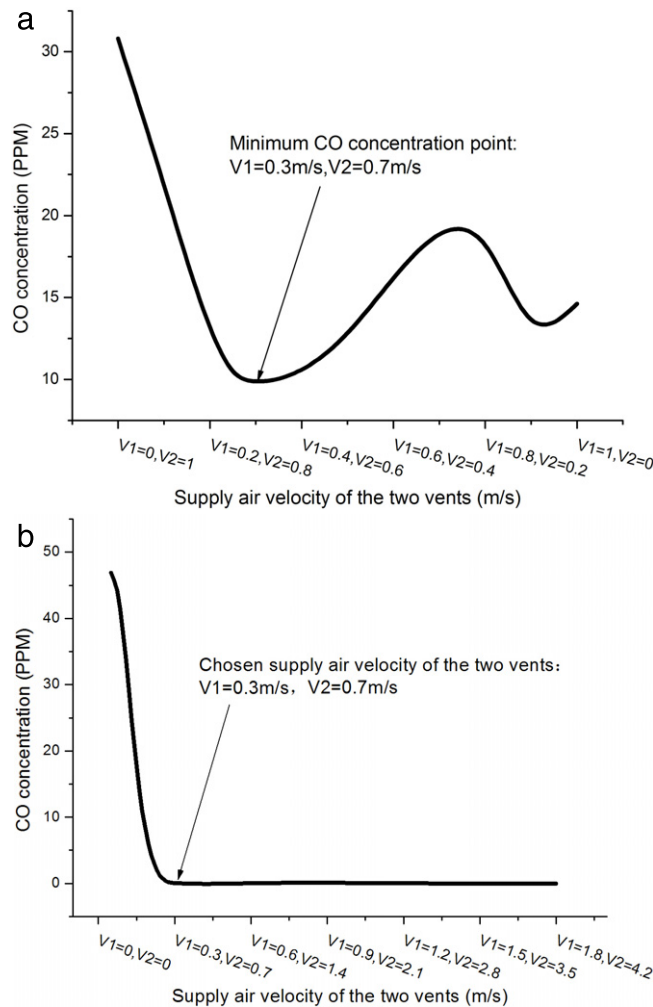 a
30
25
20
15
10
CO concentration (PPM)
Minimum CO concentration point:
V1=0.3m/s,V2=0.7m/s
V1=0,V2=1
V1=0.2,V2=0.8
V1=0.4,V2=0.6
V1=0.6,V2=0.4
V1=0.8,V2=0.2
V1=1,V2=0
Supply air velocity of the two vents (m/s)
b
50
40
30
20
10
0
CO concentration (PPM)
Chosen supply air velocity of the two vents:
V1=0.3m/s, V2=0.7m/s
V1=0,V2=0
V1=0.3,V2=0.7
V1=0.6,V2=1.4
V1=0.9,V2=2.1
V1=1.2,V2=2.8
V1=1.5,V2=3.5
V1=1.8,V2=4.2
Supply air velocity of the two vents (m/s)